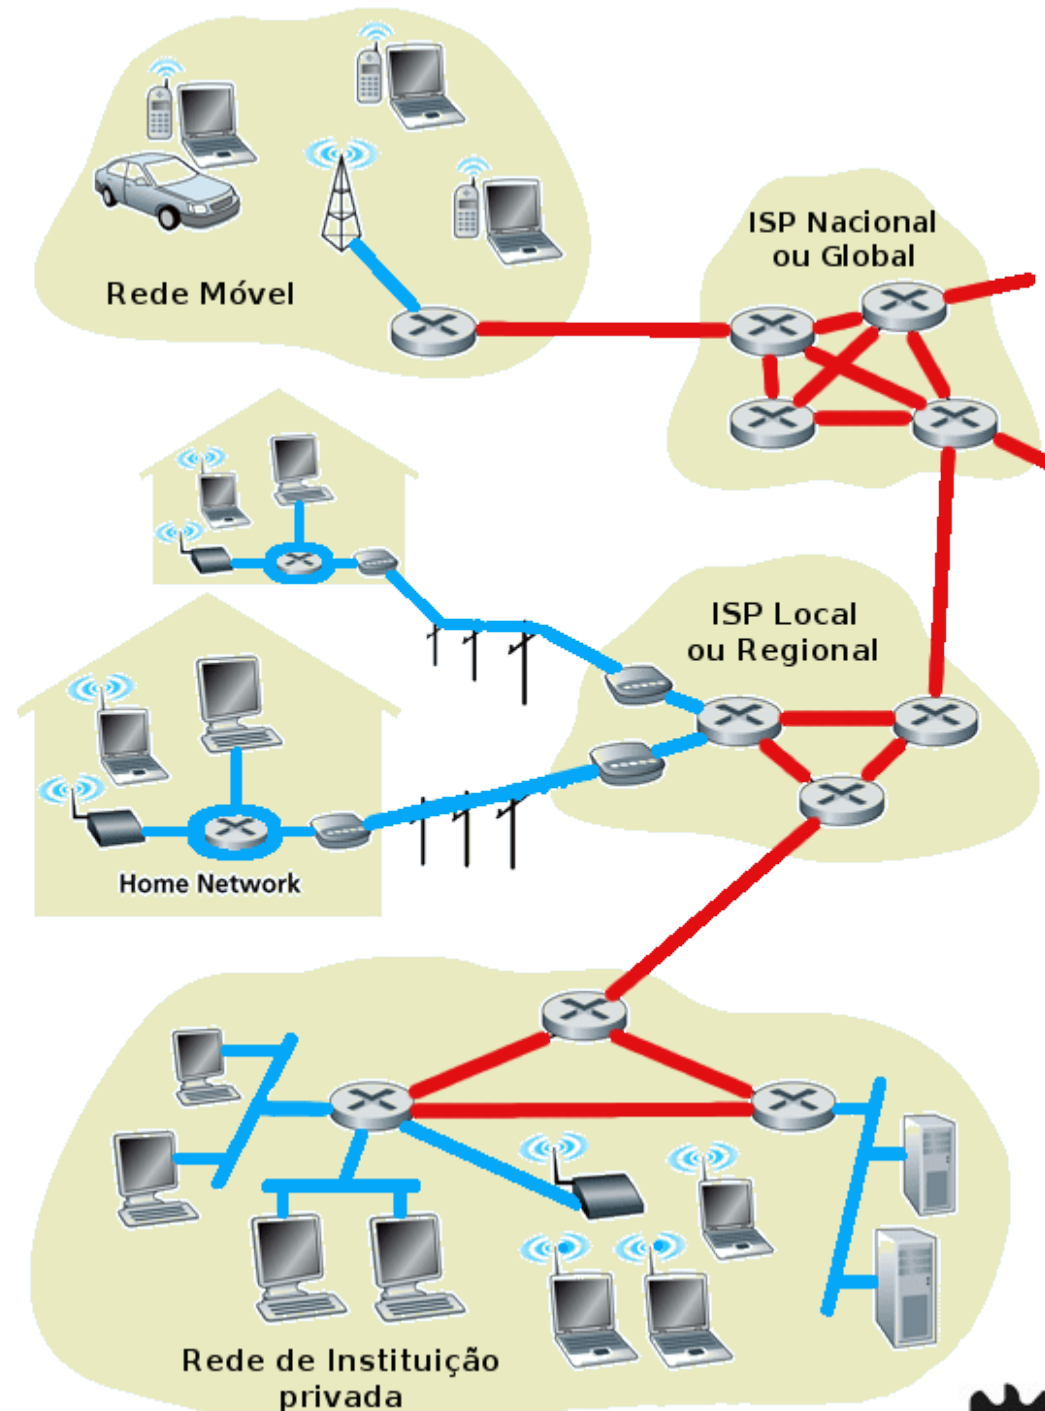 ISP Nacional
ou Global
Rede Móvel
ISP Local
ou Regional
Home Network
Rede de Instituição
privada